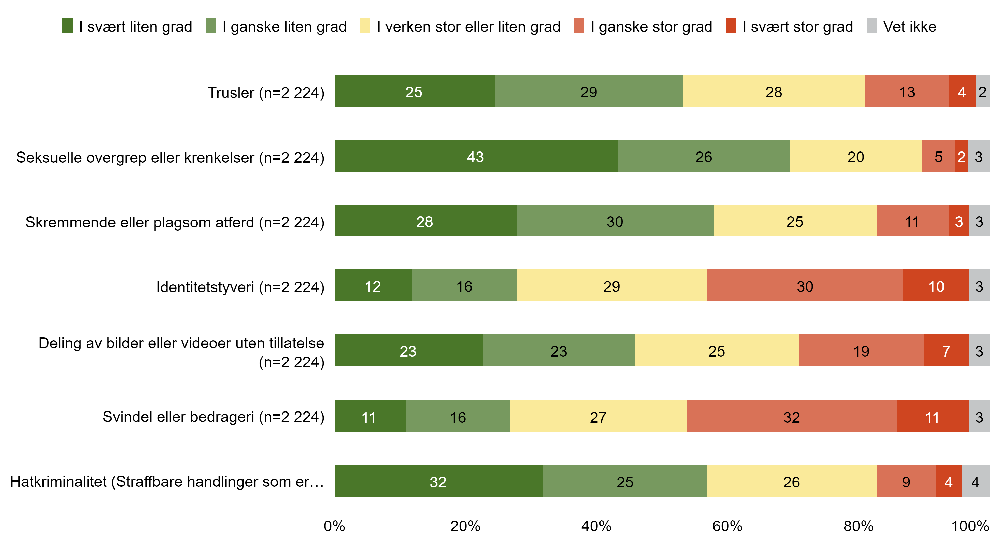 I svært liten grad I ganske liten grad I verken stor eller liten grad I ganske stor grad I svært stor grad Vet ikke
Trusler (n=2 224) 25 29 28 13 4 2
Seksuelle overgrep eller krenkelser (n=2 224) 43 26 20 5 2 3
Skremmende eller plagsom atferd (n=2 224) 28 30 25 11 3 3
Identitetstyveri (n=2 224) 12 16 29 30 10 3
Deling av bilder eller videoer uten tillatelse
(n=2 224) 23 23 25 19 7 3
Svindel eller bedrageri (n=2 224) 11 16 27 32 11 3
Hatkriminalitet (Straffbare handlinger som er… 32 25 26 9 4 4
0% 20% 40% 60% 80% 100%